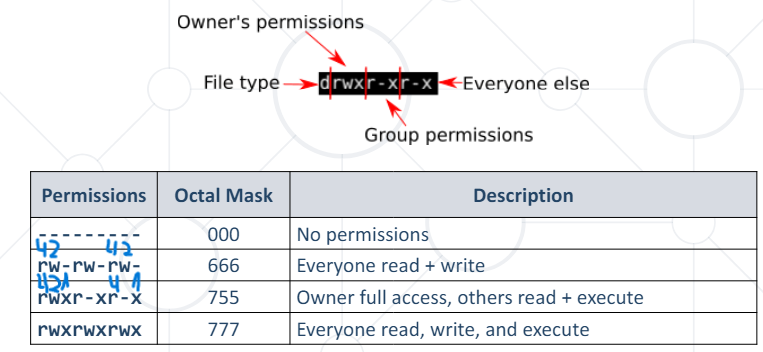 Owner's permissions
File type
drwxr-xr-x
Everyone else
Group permissions
Permissions Octal Mask Description
--------- 000 No permissions
42 42
rw-rw-rw- 666 Everyone read + write
421 4 1
rwxr-xr-x 755 Owner full access, others read + execute
rwxrwxrwx 777 Everyone read, write, and execute